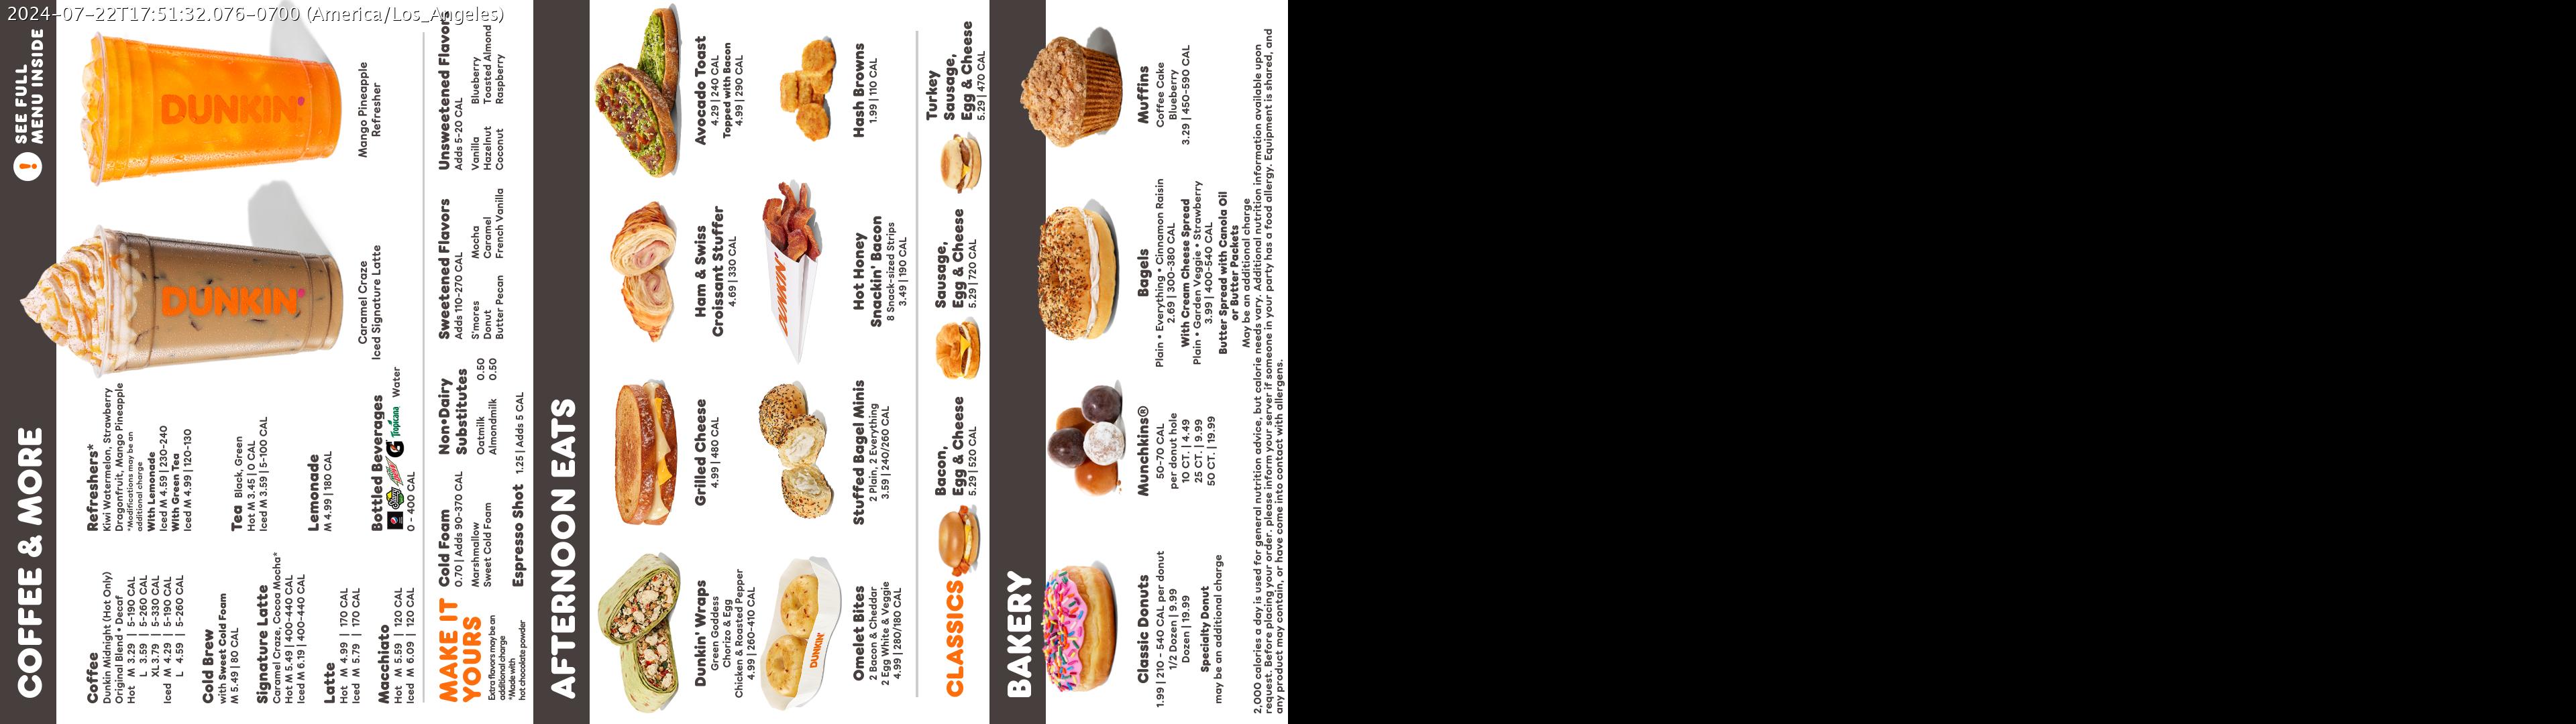 2024-07-22T17:51:32.076-0700 (America/Los_Angeles)
COFFEE & MORE
! SEE FULL
MENU INSIDE
Coffee
Dunkin Midnight (Hot Only)
Original Blend • Decaf
Hot M 3.29 | 5-190 CAL
L 3.59 | 5-260 CAL
XL 3.79 | 5-330 CAL
Iced M 4.29 | 5-190 CAL
L 4.59 | 5-260 CAL
Cold Brew
with Sweet Cold Foam
M 5.49 | 80 CAL
Signature Latte
Caramel Craze, Cocoa Mocha*
Hot M 5.49 | 400-440 CAL
Iced M 6.19 | 400-440 CAL
Latte
Hot M 4.99 | 170 CAL
Iced M 5.79 | 170 CAL
Macchiato
Hot M 5.59 | 120 CAL
Iced M 6.09 | 120 CAL
Refreshers*
Kiwi Watermelon, Strawberry
Dragonfruit, Mango Pineapple
*Modifications may be an
additional charge
With Lemonade
Iced M 4.59 | 230-240
With Green Tea
Iced M 4.99 | 120-130
Tea Black, Green
Hot M 3.45 | 0 CAL
Iced M 3.59 | 5-100 CAL
Lemonade
M 4.99 | 180 CAL
Bottled Beverages
G Tropicana Water
0 - 400 CAL
DUNKIN'
Caramel Craze
Iced Signature Latte
DUNKIN'
Mango Pineapple
Refresher
MAKE IT
YOURS
Extra flavors may be an
additional charge
*Made with
hot chocolate powder
Cold Foam
0.70 | Adds 90-370 CAL
Marshmallow
Sweet Cold Foam
Espresso Shot 1.25 | Adds 5 CAL
Non•Dairy
Substitutes
Oatmilk 0.50
Almondmilk 0.50
Sweetened Flavors
Adds 110-270 CAL
S'mores Mocha
Donut Caramel
Butter Pecan French Vanilla
Unsweetened Flavors
Adds 5-20 CAL
Vanilla Blueberry
Hazelnut Toasted Almond
Coconut Raspberry
AFTERNOON EATS
Dunkin' Wraps
Green Goddess
Chorizo & Egg
Chicken & Roasted Pepper
4.99 | 260-410 CAL
Grilled Cheese
4.99 | 480 CAL
Ham & Swiss
Croissant Stuffer
4.69 | 330 CAL
Avocado Toast
4.29 | 240 CAL
Topped with Bacon
4.99 | 290 CAL
DUNKIN'
Omelet Bites
2 Bacon & Cheddar
2 Egg White & Veggie
4.99 | 280/180 CAL
Stuffed Bagel Minis
2 Plain, 2 Everything
3.59 | 240/260 CAL
DUNKIN'
Hot Honey
Snackin' Bacon
8 Snack-sized Strips
3.49 | 190 CAL
Hash Browns
1.99 | 110 CAL
CLASSICS
Bacon,
Egg & Cheese
5.29 | 520 CAL
Sausage,
Egg & Cheese
5.29 | 720 CAL
Turkey
Sausage,
Egg & Cheese
5.29 | 470 CAL
BAKERY
Classic Donuts
1.99 | 210 - 540 CAL per donut
1/2 Dozen | 9.99
Dozen | 19.99
Specialty Donut
may be an additional charge
Munchkins®
50-70 CAL
per donut hole
10 CT. | 4.49
25 CT. | 9.99
50 CT. | 19.99
Bagels
Plain • Everything • Cinnamon Raisin
2.69 | 300-380 CAL
With Cream Cheese Spread
Plain • Garden Veggie • Strawberry
3.99 | 400-540 CAL
Butter Spread with Canola Oil
or Butter Packets
May be an additional charge
Muffins
Coffee Cake
Blueberry
3.29 | 450-590 CAL
2,000 calories a day is used for general nutrition advice, but calorie needs vary. Additional nutrition information available upon
request. Before placing your order. please inform your server if someone in your party has a food allergy. Equipment is shared, and
any product may contain, or have come into contact with allergens.